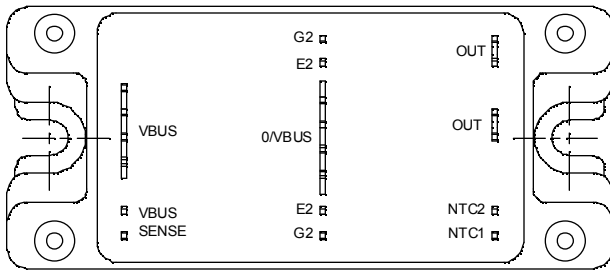 G2
OUT
E2
VBUS
0/VBUS
OUT
VBUS
SENSE
E2
G2
NTC2
NTC1